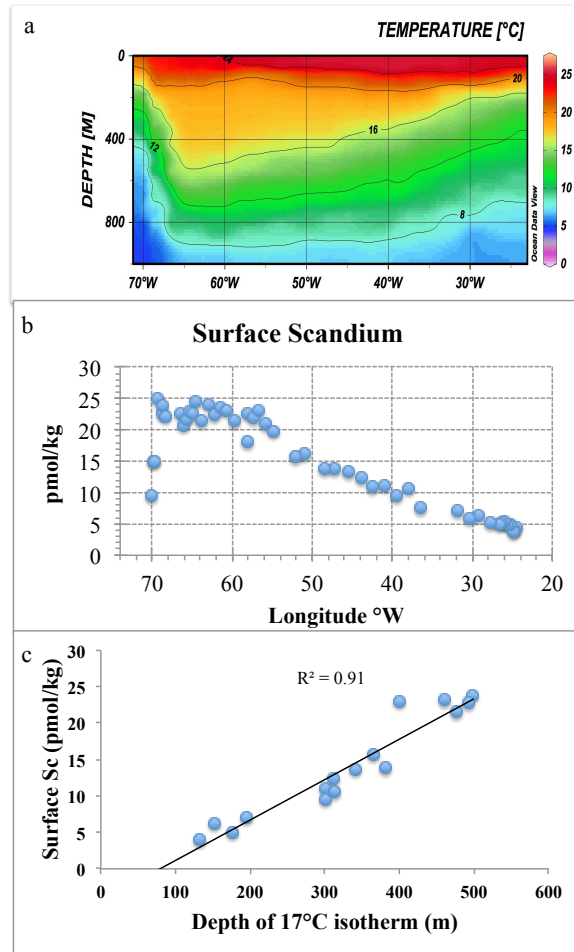 a
TEMPERATURE [°C]
DEPTH [M]
0
400
800
24
20
16
12
8
70°W
60°W
50°W
40°W
30°W
25
20
15
10
5
0
Ocean Data View
b
Surface Scandium
pmol/kg
30
25
20
15
10
5
0
70
60
50
40
30
20
Longitude °W
c
Surface Sc (pmol/kg)
30
25
20
15
10
5
0
R² = 0.91
0
100
200
300
400
500
600
Depth of 17°C isotherm (m)